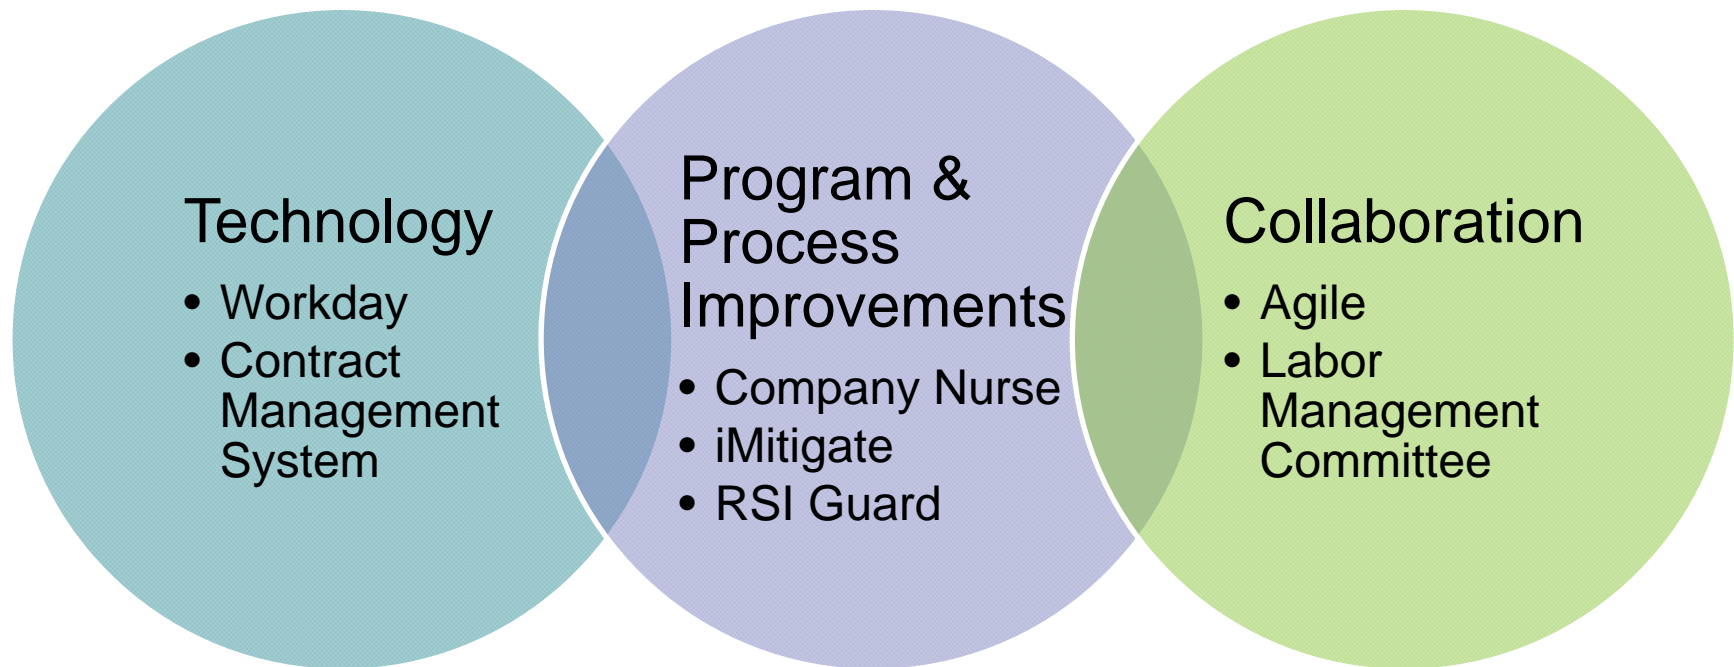 Technology
• Workday
• Contract
Management
System
Program &
Process
Improvements
• Company Nurse
• iMitigate
• RSI Guard
Collaboration
• Agile
• Labor
Management
Committee